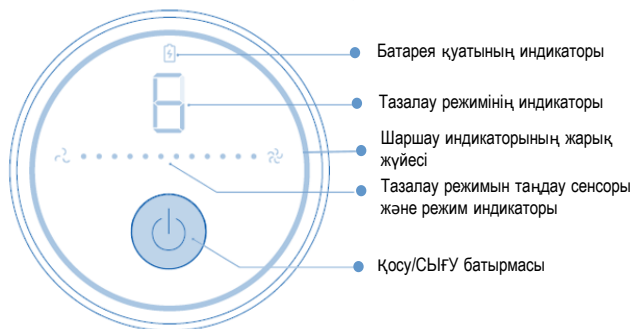 Батарея қуатының индикаторы
Тазалау режимінің индикаторы
Шаршау индикаторының жарық
жүйесі
Тазалау режимын таңдау сенсоры
және режим индикаторы
Қосу/СЫҒУ батырмасы